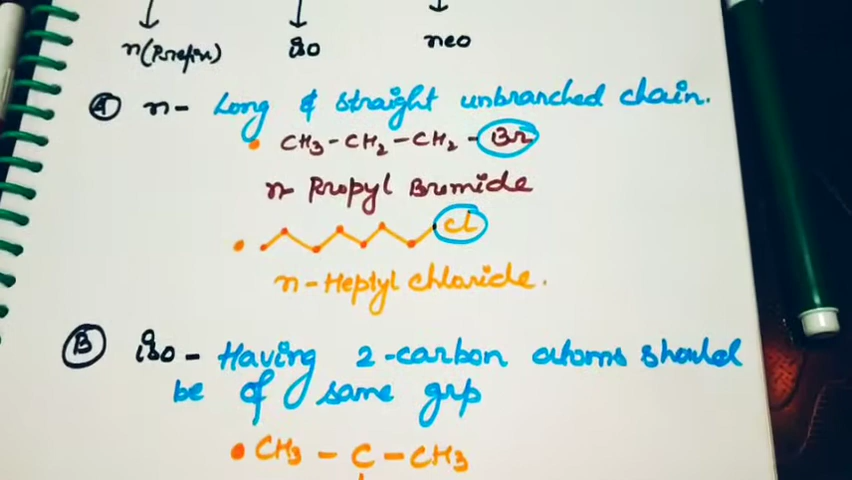 n(Prefix) iso neo
A n- Long & straight unbranched chain.
CH3-CH2-CH2-Br
n-Propyl Bromide
Cl
n-Heptyl chloride.
B iso- Having 2-carbon atoms should
be of same grp
CH3-C-CH3